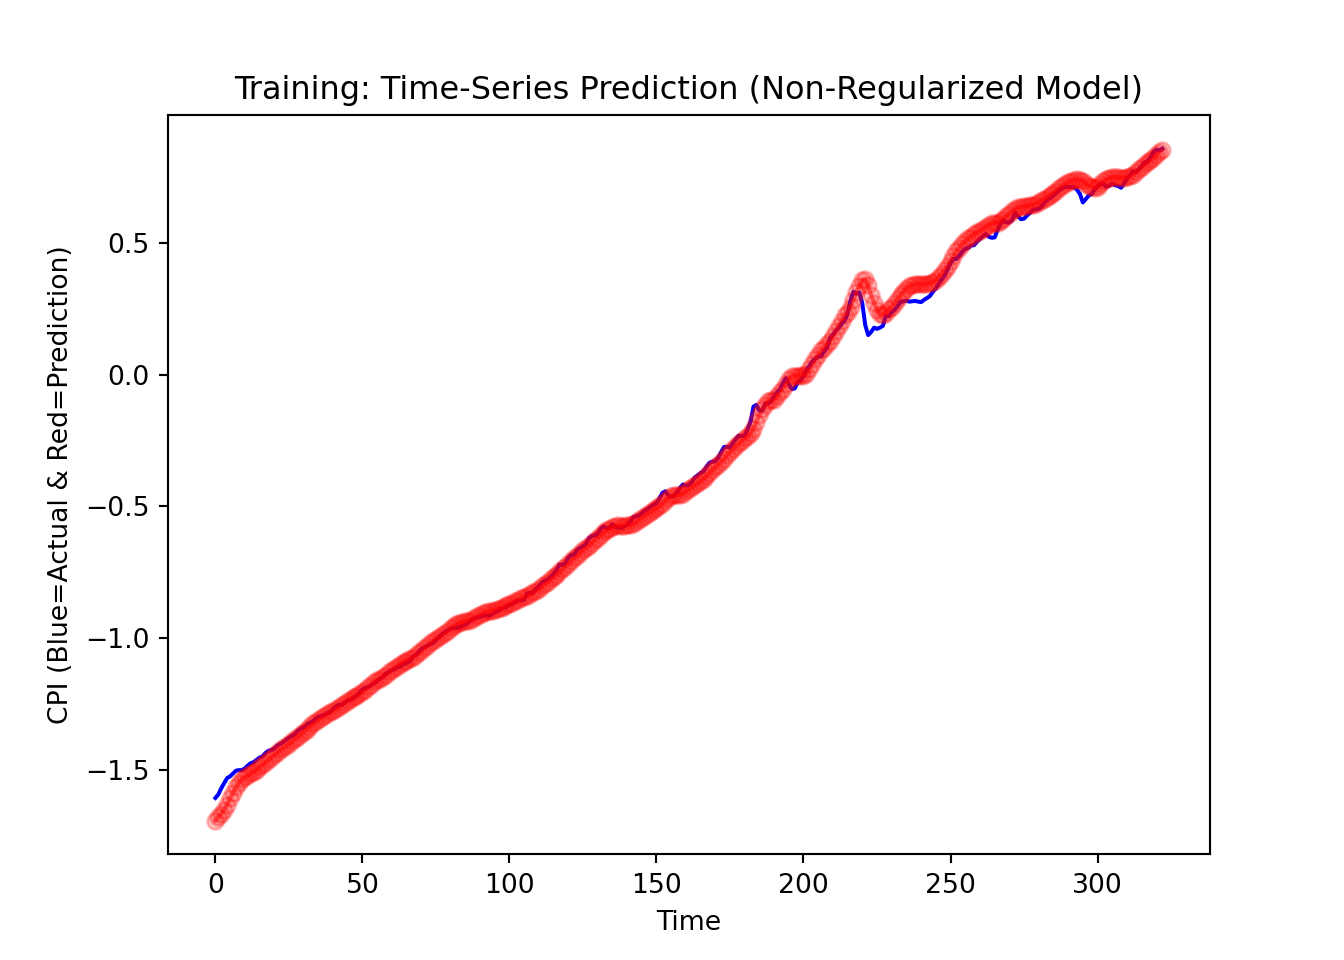 Training: Time-Series Prediction (Non-Regularized Model)
CPI (Blue=Actual & Red=Prediction)
0.5
0.0
−0.5
−1.0
−1.5
0 50 100 150 200 250 300
Time